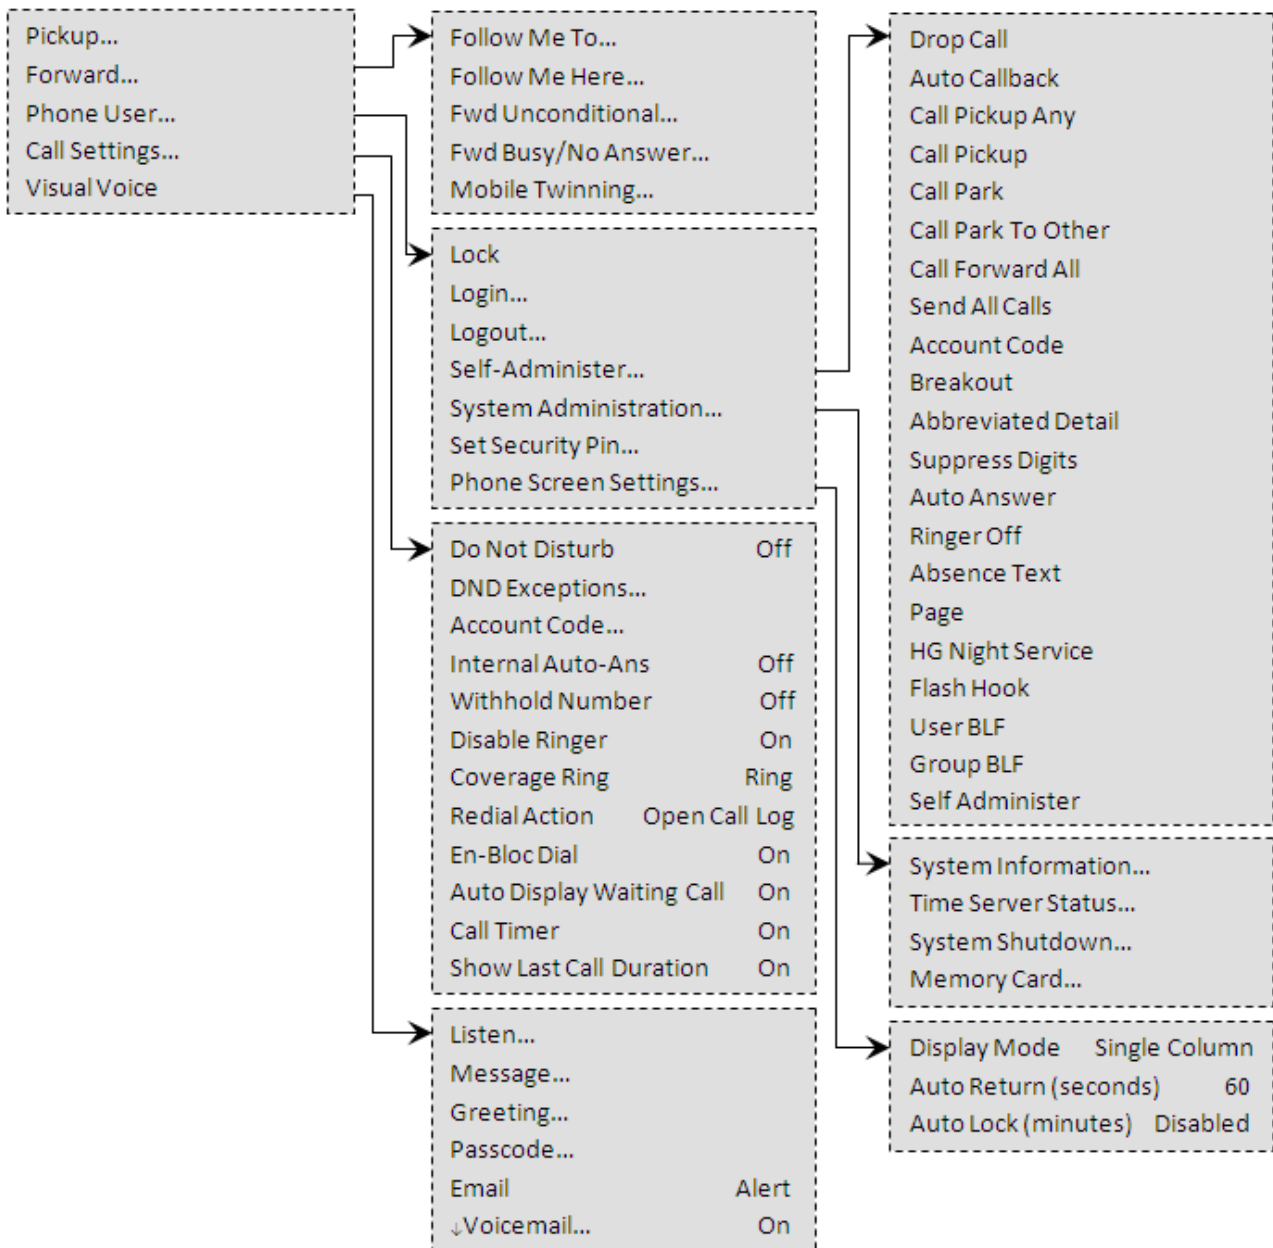 Pickup...
Forward...
Phone User...
Call Settings...
Visual Voice
Follow Me To...
Follow Me Here...
Fwd Unconditional...
Fwd Busy/No Answer...
Mobile Twinning...
Lock
Login...
Logout...
Self-Administer...
System Administration...
Set Security Pin...
Phone Screen Settings...
Do Not Disturb Off
DND Exceptions...
Account Code...
Internal Auto-Ans Off
Withhold Number Off
Disable Ringer On
Coverage Ring Ring
Redial Action Open Call Log
En-Bloc Dial On
Auto Display Waiting Call On
Call Timer On
Show Last Call Duration On
Listen...
Message...
Greeting...
Passcode...
Email Alert
↓Voicemail... On
Drop Call
Auto Callback
Call Pickup Any
Call Pickup
Call Park
Call Park To Other
Call Forward All
Send All Calls
Account Code
Breakout
Abbreviated Detail
Suppress Digits
Auto Answer
Ringer Off
Absence Text
Page
HG Night Service
Flash Hook
User BLF
Group BLF
Self Administer
System Information...
Time Server Status...
System Shutdown...
Memory Card...
Display Mode Single Column
Auto Return (seconds) 60
Auto Lock (minutes) Disabled